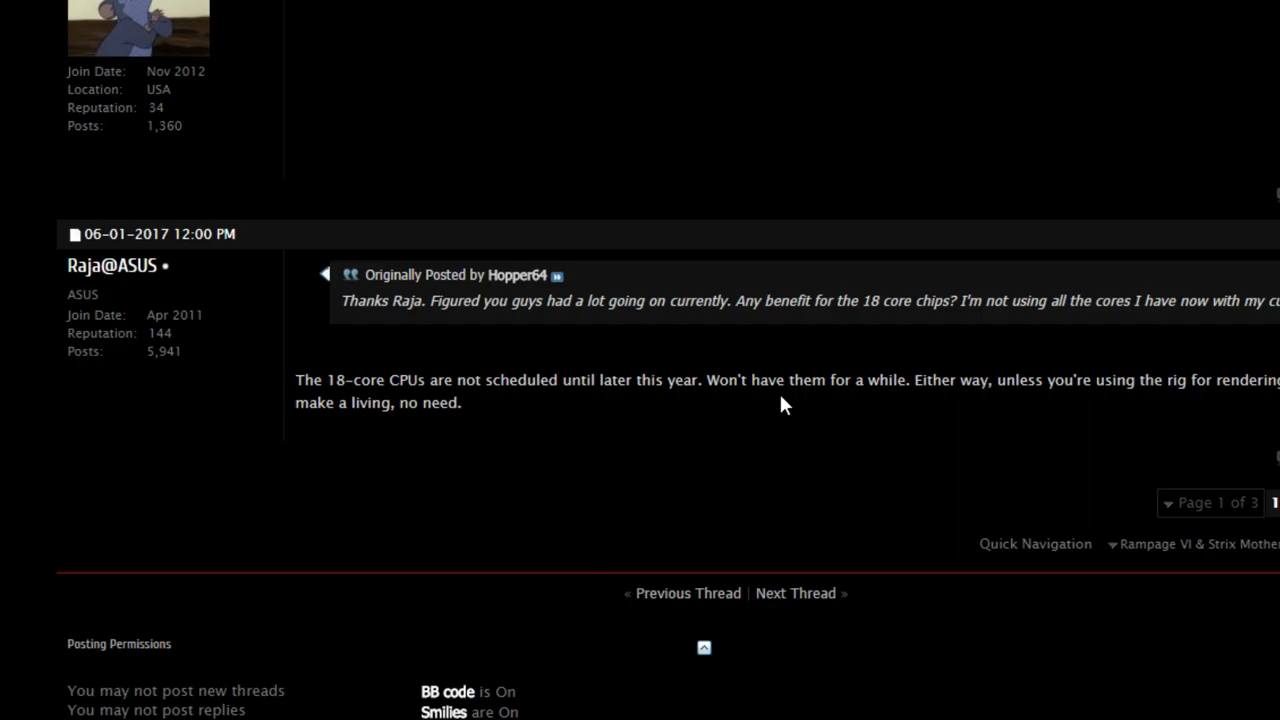 Join Date: Nov 2012
Location: USA
Reputation: 34
Posts: 1,360
06-01-2017 12:00 PM
Raja@ASUS
ASUS
Join Date: Apr 2011
Reputation: 144
Posts: 5,941
Originally Posted by Hopper64
Thanks Raja. Figured you guys had a lot going on currently. Any benefit for the 18 core chips? I'm not using all the cores I have now with my cu
The 18-core CPUs are not scheduled until later this year. Won't have them for a while. Either way, unless you're using the rig for rendering
make a living, no need.
Page 1 of 3 1
Quick Navigation Rampage VI & Strix Mother
« Previous Thread | Next Thread »
Posting Permissions
You may not post new threads
You may not post replies
BB code is On
Smilies are On